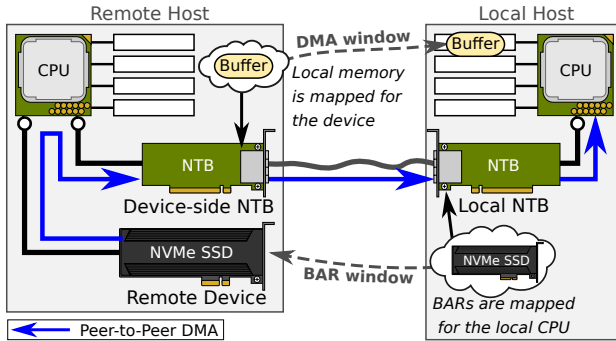 Remote Host
Local Host
CPU
Buffer
DMA window
Buffer
CPU
Local memory
is mapped for
the device
NTB
NTB
Device-side NTB
Local NTB
NVMe SSD
BAR window
NVMe SSD
Remote Device
BARs are mapped
for the local CPU
Peer-to-Peer DMA